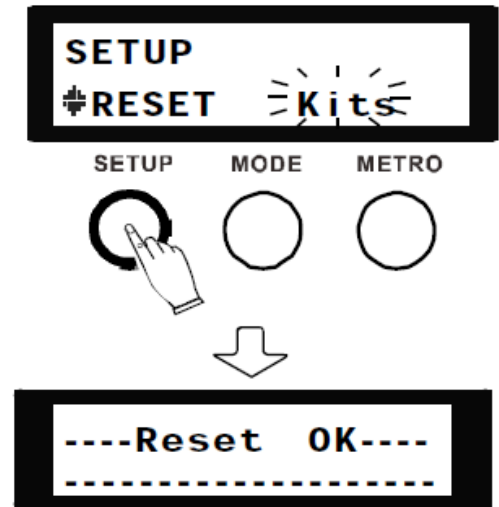 SETUP
RESET Kits
SETUP MODE METRO
----Reset OK----
--------------------